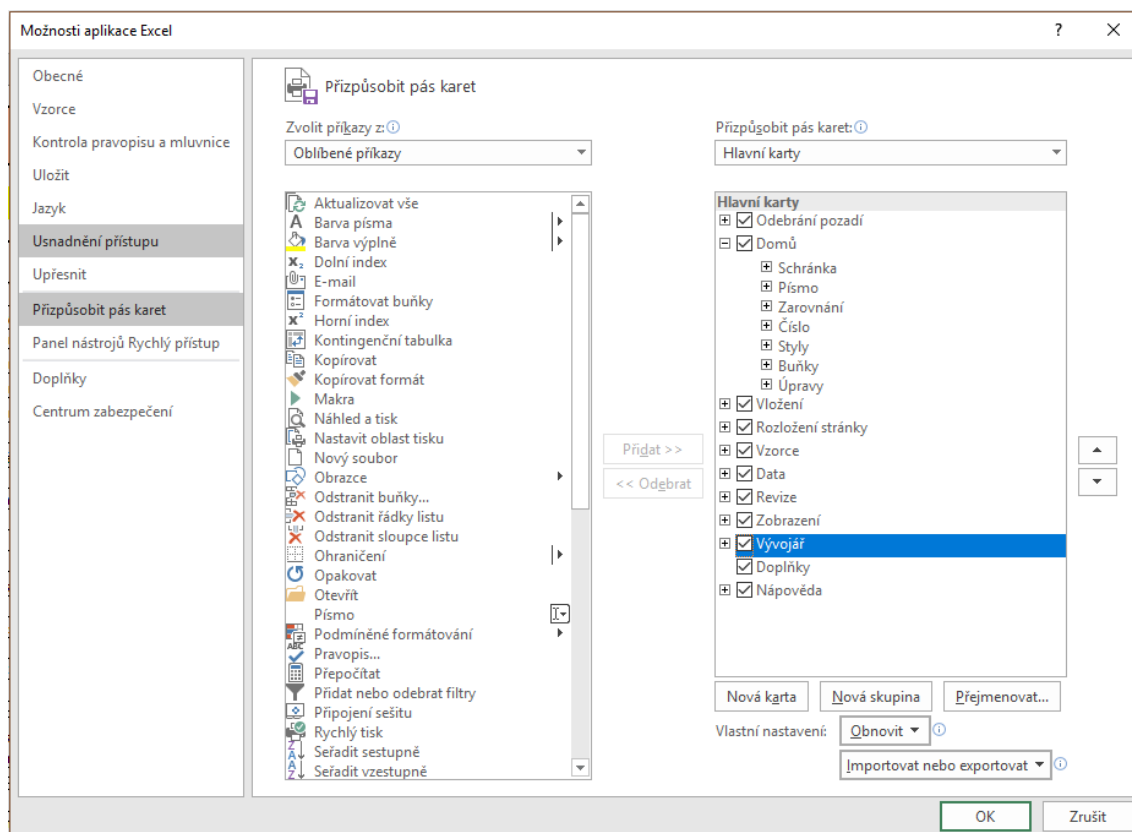 Možnosti aplikace Excel
?
Obecné
Vzorce
Kontrola pravopisu a mluvnice
Uložit
Jazyk
Usnadnění přístupu
Upřesnit
Přizpůsobit pás karet
Panel nástrojů Rychlý přístup
Doplňky
Centrum zabezpečení
Přizpůsobit pás karet
Zvolit příkazy z:
Oblíbené příkazy
Aktualizovat vše
Barva písma
Barva výplně
Dolní index
E-mail
Formátovat buňky
Horní index
Kontingenční tabulka
Kopírovat
Kopírovat formát
Makra
Náhled a tisk
Nastavit oblast tisku
Nový soubor
Obrazce
Odstranit buňky...
Odstranit řádky listu
Odstranit sloupce listu
Ohraničení
Opakovat
Otevřít
Písmo
Podmíněné formátování
Pravopis...
Přepočítat
Přidat nebo odebrat filtry
Připojení sešitu
Rychlý tisk
Seřadit sestupně
Seřadit vzestupně
Přidat >>
<< Odebrat
Přizpůsobit pás karet:
Hlavní karty
Hlavní karty
Odebrání pozadí
Domů
Schránka
Písmo
Zarovnání
Číslo
Styly
Buňky
Úpravy
Vložení
Rozložení stránky
Vzorce
Data
Revize
Zobrazení
Vývojář
Doplňky
Nápověda
Nová karta
Nová skupina
Přejmenovat...
Vlastní nastavení:
Obnovit
Importovat nebo exportovat
OK
Zrušit